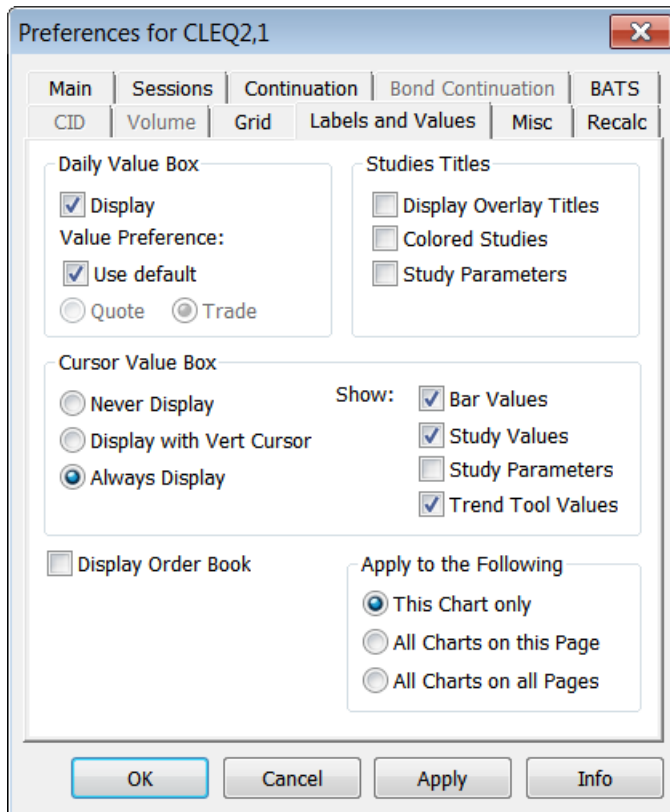 Preferences for CLEQ2,1
Main Sessions Continuation Bond Continuation BATS
CID Volume Grid Labels and Values Misc Recalc
Daily Value Box
Display
Value Preference:
Use default
Quote Trade
Studies Titles
Display Overlay Titles
Colored Studies
Study Parameters
Cursor Value Box
Never Display
Display with Vert Cursor
Always Display
Show:
Bar Values
Study Values
Study Parameters
Trend Tool Values
Display Order Book
Apply to the Following
This Chart only
All Charts on this Page
All Charts on all Pages
OK Cancel Apply Info